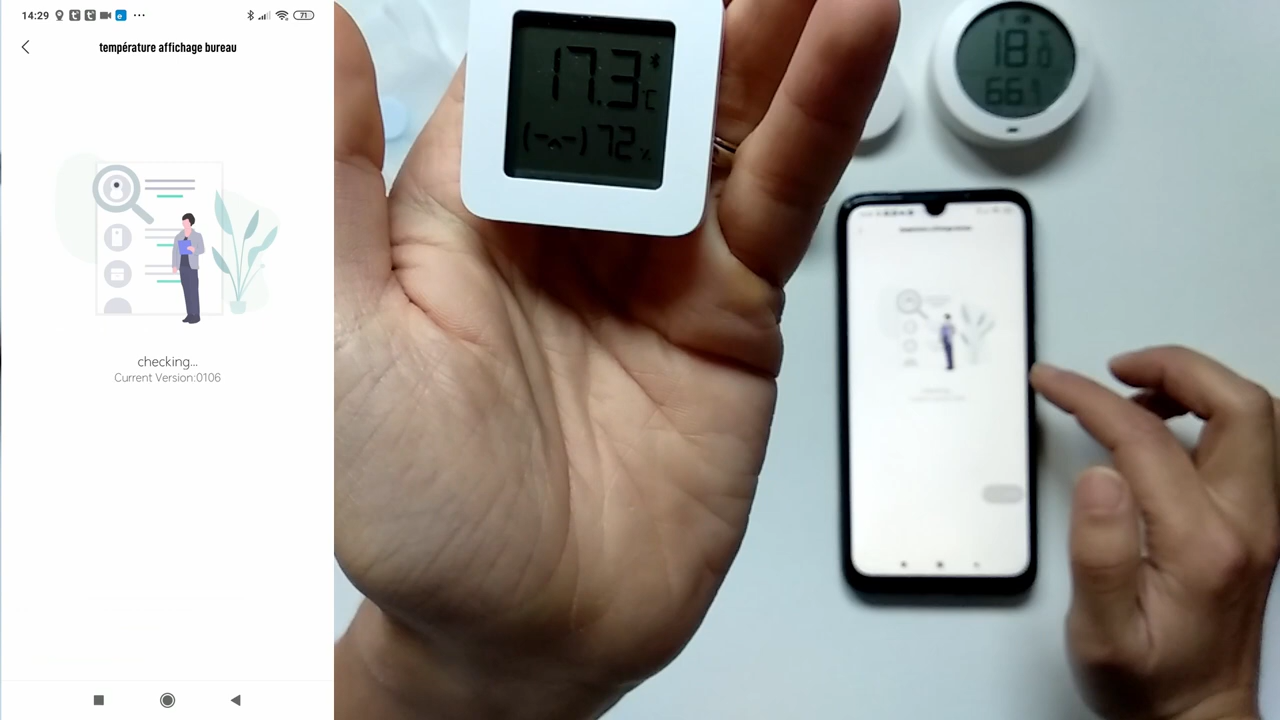 14:29
71
température affichage bureau
checking...
Current Version:0106
17.3 °C
(-^-) 72 %
18.0
66.1